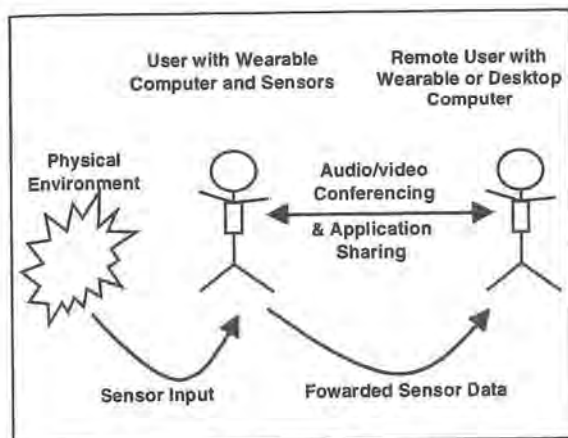 User with Wearable
Computer and Sensors
Remote User with
Wearable or Desktop
Computer
Physical
Environment
Audio/video
Conferencing
& Application
Sharing
Sensor Input
Fowarded Sensor Data